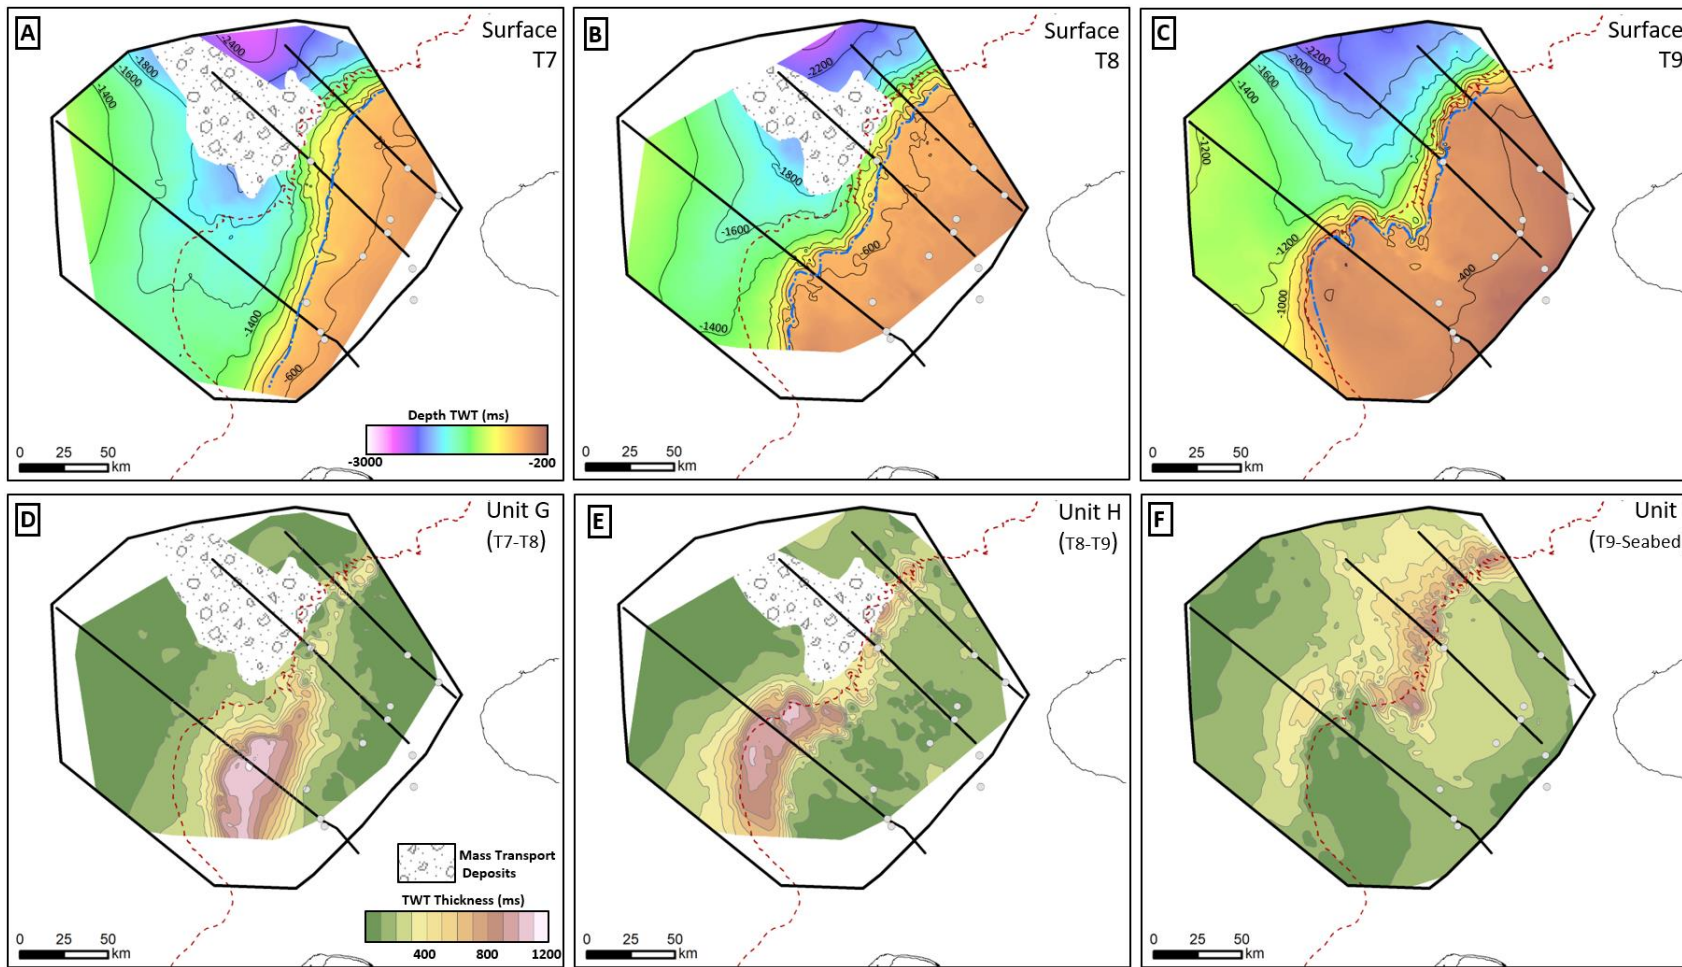 A
Surface
T7
-2400
-1800
-1600
-1400
-1400
-600
Depth TWT (ms)
-3000
-200
0 25 50
km
B
Surface
T8
-2200
-1800
-1600
-600
-1400
0 25 50
km
C
Surface
T9
-2200
-2000
-1600
-1400
-1200
-1200
-1000
-400
0 25 50
km
D
Unit G
(T7-T8)
Mass Transport
Deposits
TWT Thickness (ms)
400 800 1200
0 25 50
km
E
Unit H
(T8-T9)
0 25 50
km
F
Unit
(T9-Seabed
0 25 50
km